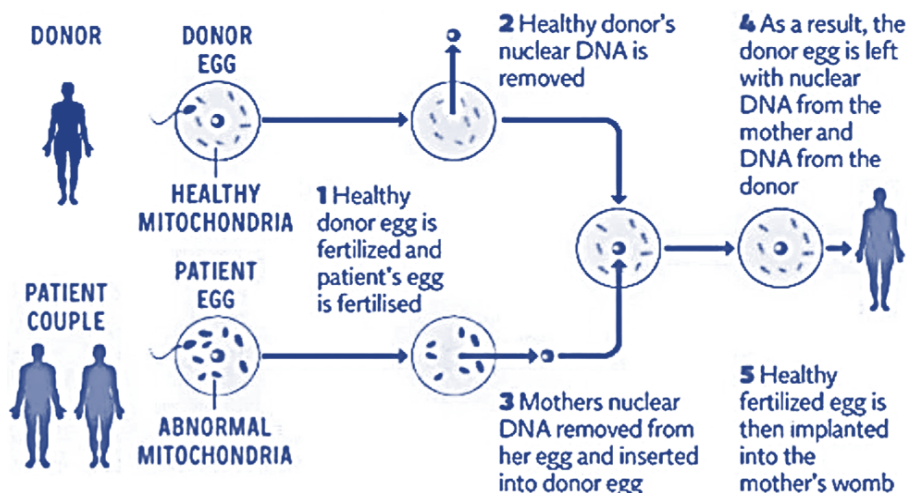 DONOR
DONOR
EGG
HEALTHY
MITOCHONDRIA
PATIENT
COUPLE
PATIENT
EGG
ABNORMAL
MITOCHONDRIA
1 Healthy
donor egg is
fertilized and
patient's egg
is fertilised
2 Healthy donor's
nuclear DNA is
removed
3 Mothers nuclear
DNA removed from
her egg and inserted
into donor egg
4 As a result, the
donor egg is left
with nuclear
DNA from the
mother and
DNA from the
donor
5 Healthy
fertilized egg is
then implanted
into the
mother's womb